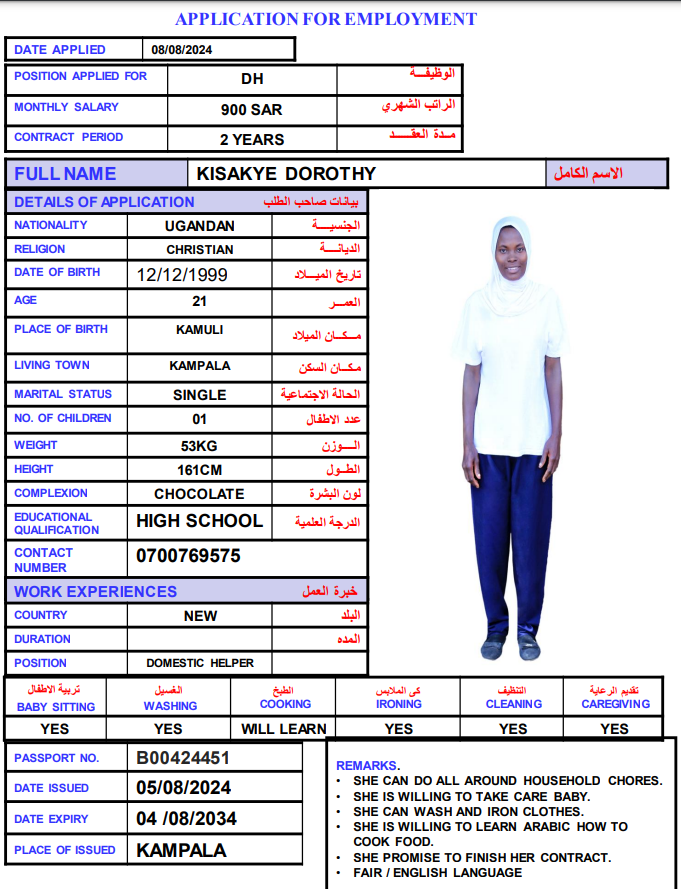 APPLICATION FOR EMPLOYMENT
DATE APPLIED 08/08/2024
POSITION APPLIED FOR DH الوظيفـــة
MONTHLY SALARY 900 SAR الراتب الشهري
CONTRACT PERIOD 2 YEARS مـدة العقـــــد
FULL NAME KISAKYE DOROTHY الاسم الكامل
DETAILS OF APPLICATION بيانات صاحب الطلب
NATIONALITY UGANDAN الجنسيـــة
RELIGION CHRISTIAN الديانـــة
DATE OF BIRTH 12/12/1999 تاريخ الميـــلاد
AGE 21 العمـــر
PLACE OF BIRTH KAMULI مـــكـــان الميلاد
LIVING TOWN KAMPALA مكـــان السكن
MARITAL STATUS SINGLE الحالة الاجتماعية
NO. OF CHILDREN 01 عدد الاطفال
WEIGHT 53KG الـــوزن
HEIGHT 161CM الطـــول
COMPLEXION CHOCOLATE لون البشرة
EDUCATIONAL QUALIFICATION HIGH SCHOOL الدرجة العلمية
CONTACT NUMBER 0700769575
WORK EXPERIENCES خبرة العمل
COUNTRY NEW البلد
DURATION المده
POSITION DOMESTIC HELPER
تربية الاطفال الغسيل الطبخ كى الملابس التنظيف تقديم الرعاية
BABY SITTING WASHING COOKING IRONING CLEANING CAREGIVING
YES YES WILL LEARN YES YES YES
PASSPORT NO. B00424451
DATE ISSUED 05/08/2024
DATE EXPIRY 04 /08/2034
PLACE OF ISSUED KAMPALA
REMARKS.
• SHE CAN DO ALL AROUND HOUSEHOLD CHORES.
• SHE IS WILLING TO TAKE CARE BABY.
• SHE CAN WASH AND IRON CLOTHES.
• SHE IS WILLING TO LEARN ARABIC HOW TO
COOK FOOD.
• SHE PROMISE TO FINISH HER CONTRACT.
• FAIR / ENGLISH LANGUAGE